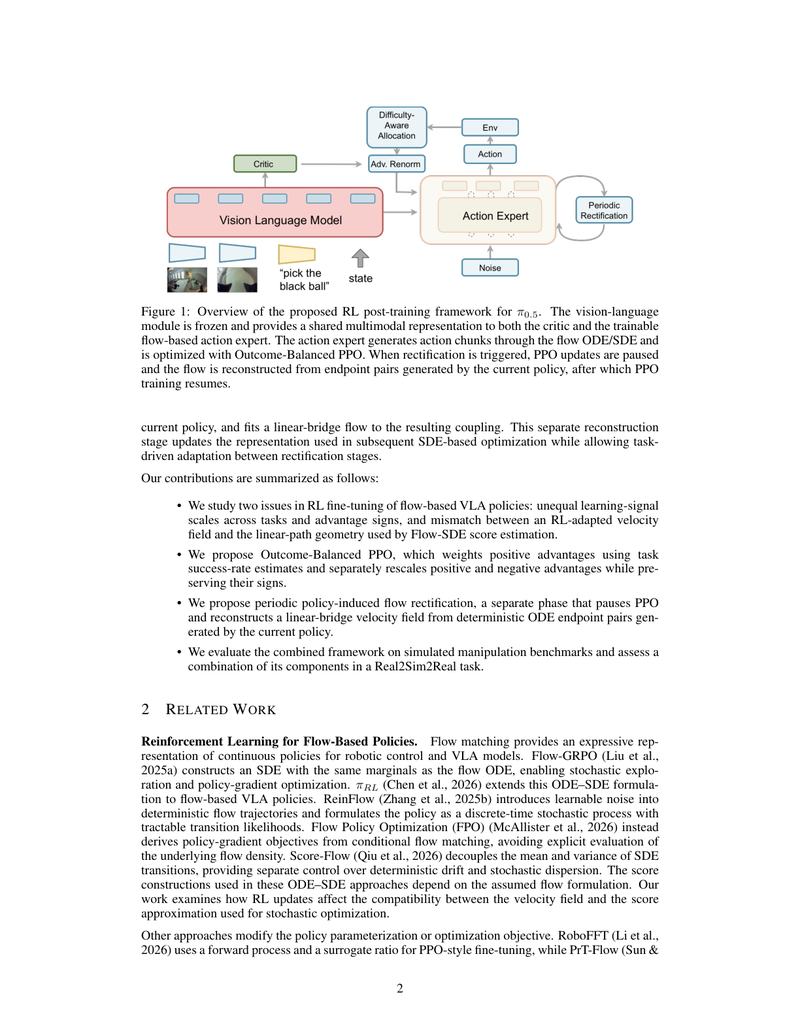 Difficulty-
Aware
Allocation
Env
Critic
Adv. Renorm
Action
Vision Language Model
Action Expert
Periodic
Rectification
"pick the
black ball"
state
Noise
Figure 1: Overview of the proposed RL post-training framework for π0.5. The vision-language
module is frozen and provides a shared multimodal representation to both the critic and the trainable
flow-based action expert. The action expert generates action chunks through the flow ODE/SDE and
is optimized with Outcome-Balanced PPO. When rectification is triggered, PPO updates are paused
and the flow is reconstructed from endpoint pairs generated by the current policy, after which PPO
training resumes.
current policy, and fits a linear-bridge flow to the resulting coupling. This separate reconstruction
stage updates the representation used in subsequent SDE-based optimization while allowing task-
driven adaptation between rectification stages.
Our contributions are summarized as follows:
• We study two issues in RL fine-tuning of flow-based VLA policies: unequal learning-signal
scales across tasks and advantage signs, and mismatch between an RL-adapted velocity
field and the linear-path geometry used by Flow-SDE score estimation.
• We propose Outcome-Balanced PPO, which weights positive advantages using task
success-rate estimates and separately rescales positive and negative advantages while pre-
serving their signs.
• We propose periodic policy-induced flow rectification, a separate phase that pauses PPO
and reconstructs a linear-bridge velocity field from deterministic ODE endpoint pairs gen-
erated by the current policy.
• We evaluate the combined framework on simulated manipulation benchmarks and assess a
combination of its components in a Real2Sim2Real task.
2 RELATED WORK
Reinforcement Learning for Flow-Based Policies. Flow matching provides an expressive rep-
resentation of continuous policies for robotic control and VLA models. Flow-GRPO (Liu et al.,
2025a) constructs an SDE with the same marginals as the flow ODE, enabling stochastic explo-
ration and policy-gradient optimization. πRL (Chen et al., 2026) extends this ODE–SDE formula-
tion to flow-based VLA policies. ReinFlow (Zhang et al., 2025b) introduces learnable noise into
deterministic flow trajectories and formulates the policy as a discrete-time stochastic process with
tractable transition likelihoods. Flow Policy Optimization (FPO) (McAllister et al., 2026) instead
derives policy-gradient objectives from conditional flow matching, avoiding explicit evaluation of
the underlying flow density. Score-Flow (Qiu et al., 2026) decouples the mean and variance of SDE
transitions, providing separate control over deterministic drift and stochastic dispersion. The score
constructions used in these ODE–SDE approaches depend on the assumed flow formulation. Our
work examines how RL updates affect the compatibility between the velocity field and the score
approximation used for stochastic optimization.
Other approaches modify the policy parameterization or optimization objective. RoboFFT (Li et al.,
2026) uses a forward process and a surrogate ratio for PPO-style fine-tuning, while PrT-Flow (Sun &
2